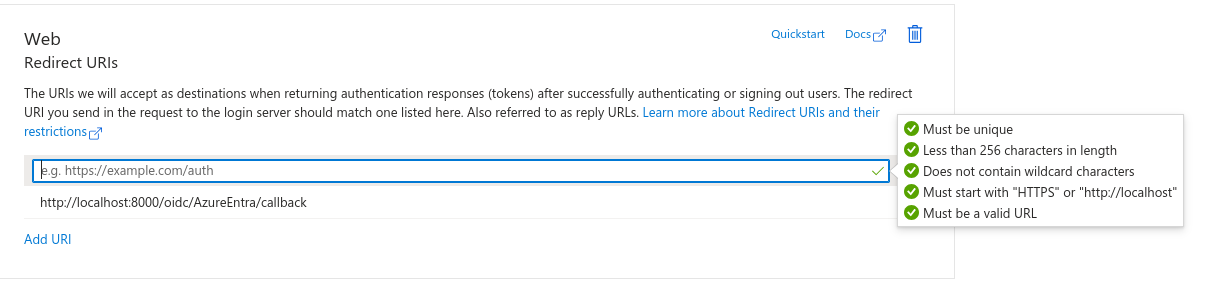 Web
Quickstart
Docs
Redirect URIs
The URIs we will accept as destinations when returning authentication responses (tokens) after successfully authenticating or signing out users. The redirect
URI you send in the request to the login server should match one listed here. Also referred to as reply URLs. Learn more about Redirect URIs and their
restrictions
e.g. https://example.com/auth
http://localhost:8000/oidc/AzureEntra/callback
Add URI
Must be unique
Less than 256 characters in length
Does not contain wildcard characters
Must start with "HTTPS" or "http://localhost"
Must be a valid URL